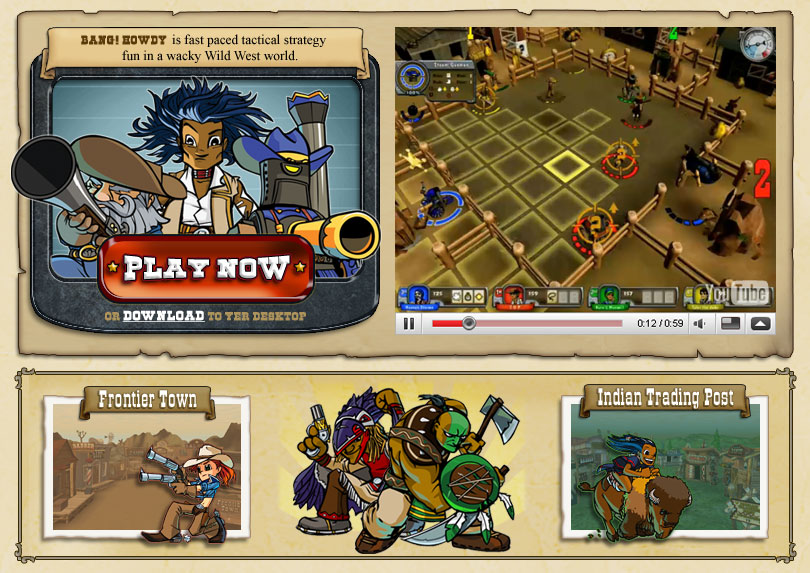 BANG! HOWDY is fast paced tactical strategy
fun in a wacky Wild West world.
PLAY NOW
OR DOWNLOAD TO YER DESKTOP
2
YouTube
0:12 / 0:59
Frontier Town
Indian Trading Post